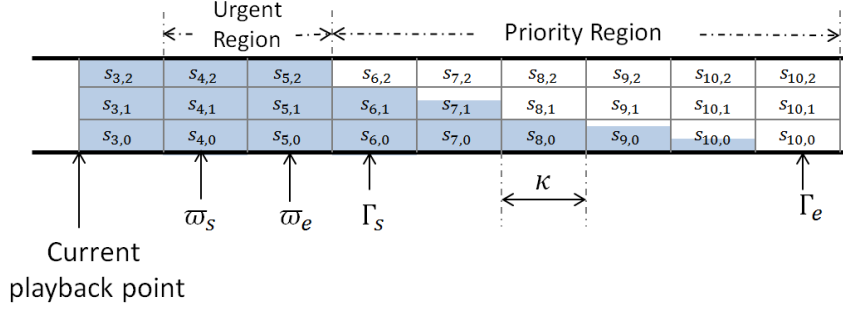 Urgent
Region
Priority Region
s3,2 s4,2 s5,2 s6,2 s7,2 s8,2 s9,2 s10,2 s10,2
s3,1 s4,1 s5,1 s6,1 s7,1 s8,1 s9,1 s10,1 s10,1
s3,0 s4,0 s5,0 s6,0 s7,0 s8,0 s9,0 s10,0 s10,0
κ
ϖs ϖe Γs Γe
Current
playback point